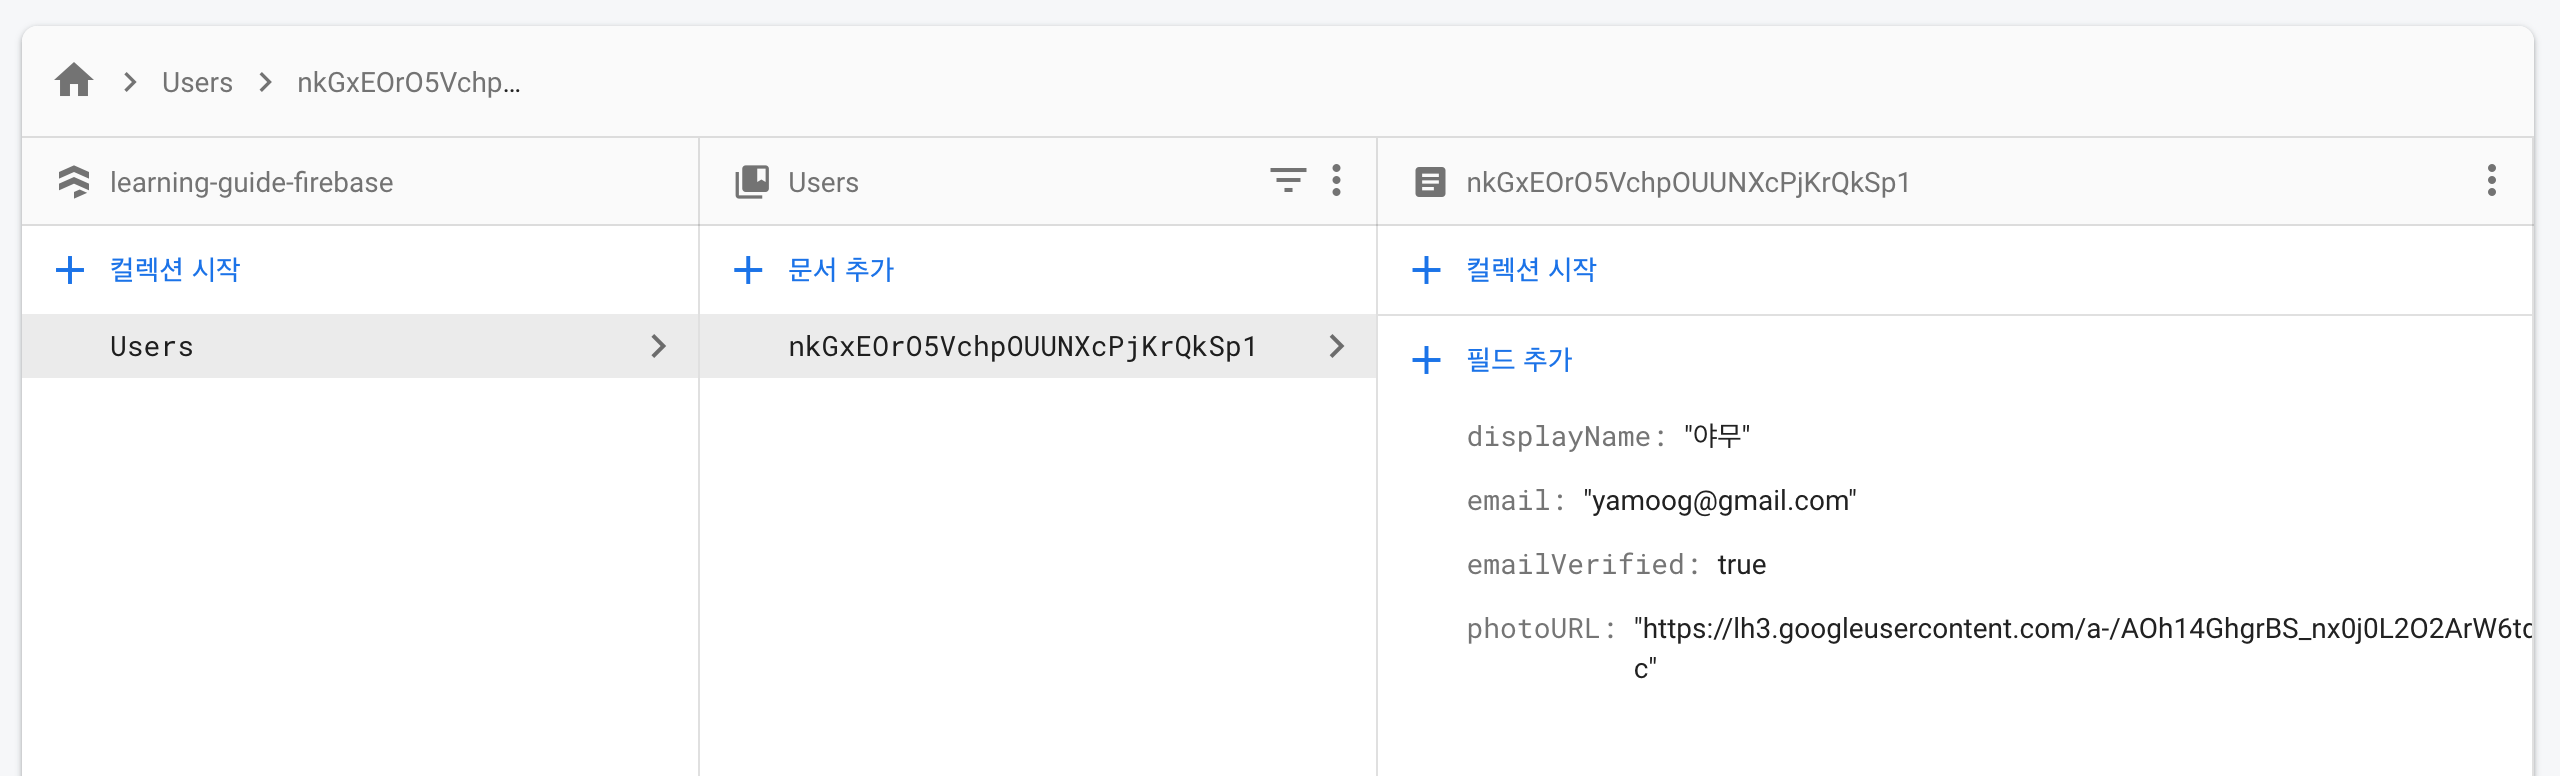 Users
nkGxEOrO5Vchp...
learning-guide-firebase
Users
nkGxEOrO5VchpOUUNXcPjKrQkSp1
컬렉션 시작
문서 추가
컬렉션 시작
Users
nkGxEOrO5VchpOUUNXcPjKrQkSp1
필드 추가
displayName: "야무"
email: "yamoog@gmail.com"
emailVerified: true
photoURL: "https://lh3.googleusercontent.com/a-/AOh14GhgrBS_nx0j0L2O2ArW6tc
c"